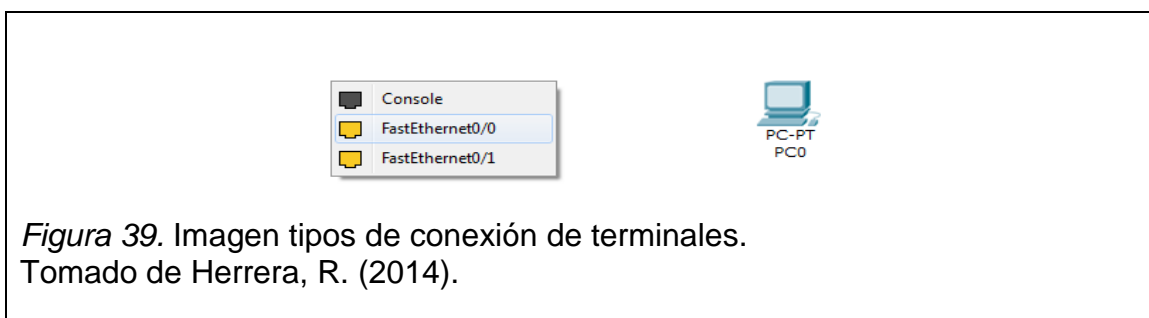 Console
FastEthernet0/0
FastEthernet0/1
PC-PT
PC0
Figura 39. Imagen tipos de conexión de terminales.
Tomado de Herrera, R. (2014).